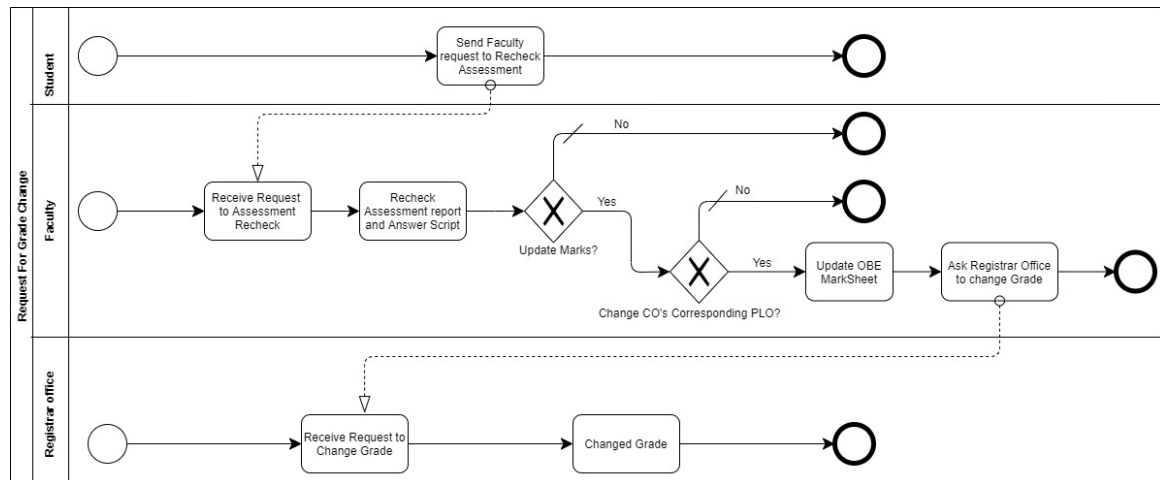 Request For Grade Change
Student
Send Faculty
request to Recheck
Assessment
Faculty
Receive Request
to Assessment
Recheck
Recheck
Assessment report
and Answer Script
Update Marks?
No
Yes
Change CO's Corresponding PLO?
No
Yes
Update OBE
MarkSheet
Ask Registrar Office
to change Grade
Registrar office
Receive Request to
Change Grade
Changed Grade